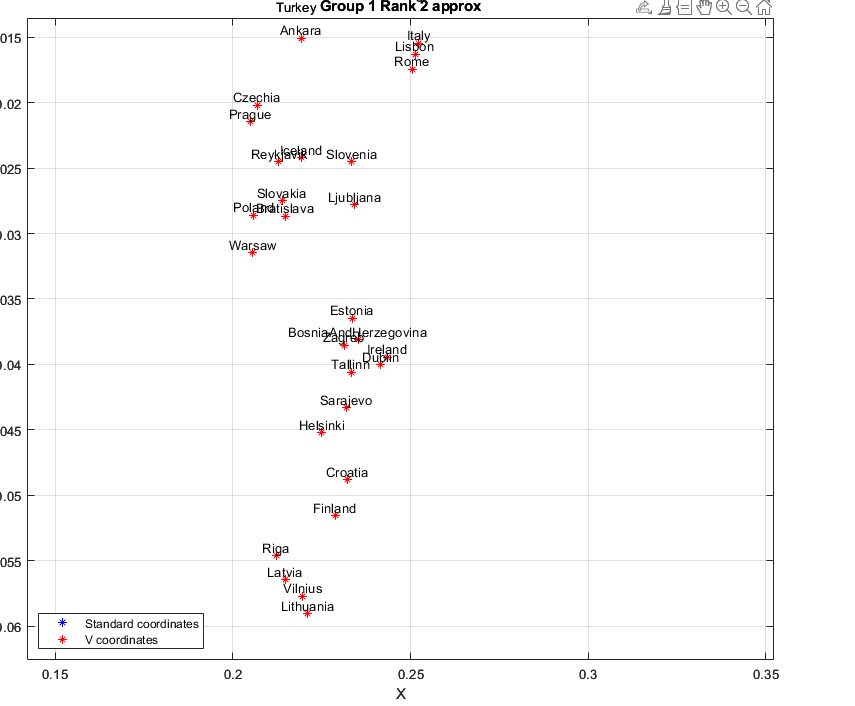 Turkey Group 1 Rank 2 approx
Ankara
Italy
Lisbon
Rome
Czechia
Prague
Iceland
Reykjavik
Slovenia
Slovakia
Ljubljana
Poland
Bratislava
Warsaw
Estonia
BosniaAndHerzegovina
Zagreb
Ireland
Dublin
Tallinn
Sarajevo
Helsinki
Croatia
Finland
Riga
Latvia
Vilnius
Lithuania
015
0.02
025
0.03
035
0.04
045
0.05
055
0.06
Standard coordinates
V coordinates
0.15
0.2
0.25
0.3
0.35
X